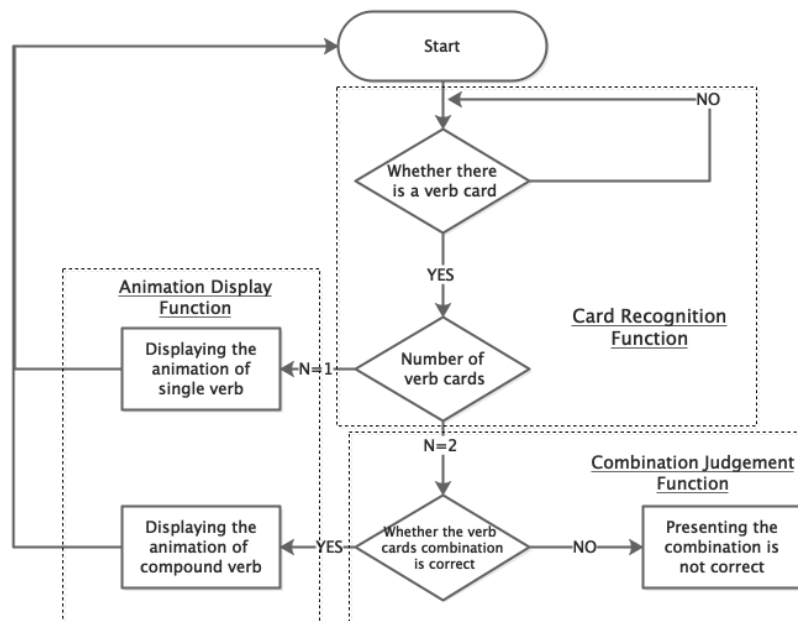 Start
NO
Whether there
is a verb card
YES
Animation Display
Function
Card Recognition
Function
Displaying the
animation of
single verb
N=1
Number of
verb cards
N=2
Combination Judgement
Function
Displaying the
animation of
compound verb
YES
Whether the verb
cards combination
is correct
NO
Presenting the
combination is
not correct